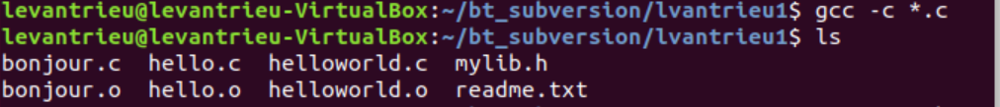 levantrieu@levantrieu-VirtualBox:~/bt_subversion/lvantrieu1$ gcc -c *.c
levantrieu@levantrieu-VirtualBox:~/bt_subversion/lvantrieu1$ ls
bonjour.c  hello.c  helloworld.c  mylib.h
bonjour.o  hello.o  helloworld.o  readme.txt